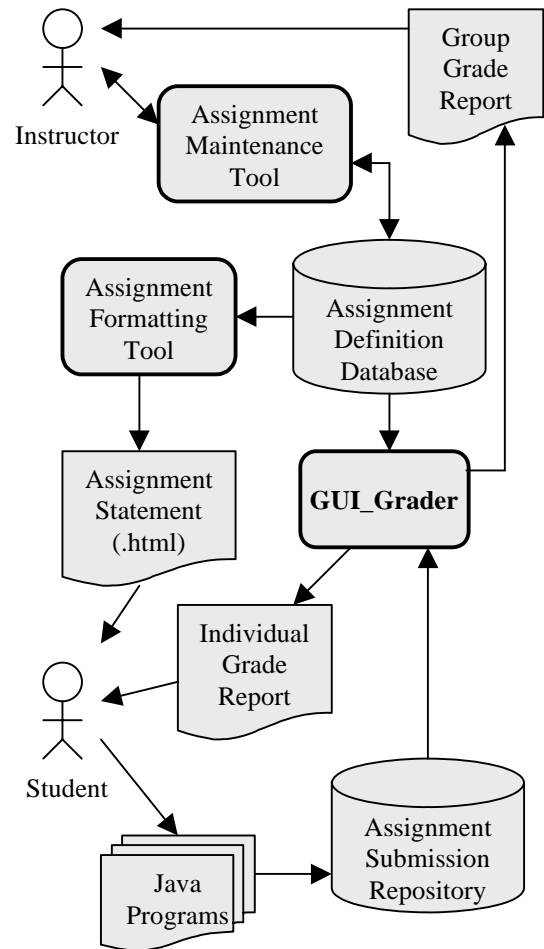 Group
Grade
Report
Instructor
Assignment
Maintenance
Tool
Assignment
Formatting
Tool
Assignment
Definition
Database
Assignment
Statement
(.html)
GUI_Grader
Individual
Grade
Report
Student
Java
Programs
Assignment
Submission
Repository